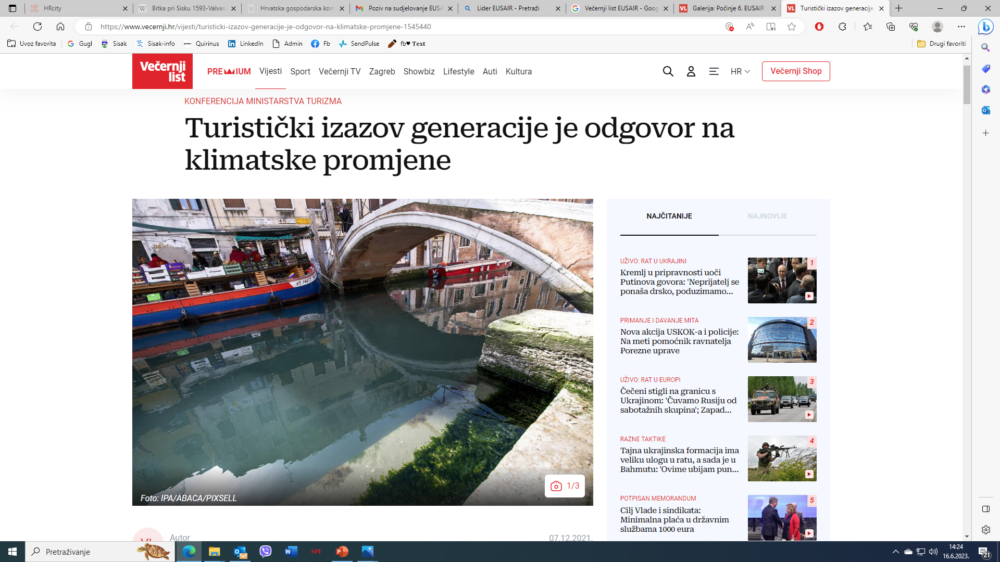 HRcity
Bitka pri Sisku 1593-Valvas
Hrvatska gospodarska kom
Poziv na sudjelovanje EUSA
Lider EUSAIR - Pretraži
Večernji list EUSAIR - Goog
Galerija: Počinje 6. EUSAIR
Turistički izazov generacije
https://www.vecernji.hr/vijesti/turisticki-izazov-generacije-je-odgovor-na-klimatske-promjene-1545440
Uvoz favorita
Gugl
Sisak
Sisak-info
Quirinus
LinkedIn
Admin
Fb
SendPulse
fb♥ Text
Drugi favoriti
Večernji
list
PREMIUM
Vijesti
Sport
Večernji TV
Zagreb
Showbiz
Lifestyle
Auti
Kultura
HR
Večernji Shop
KONFERENCIJA MINISTARSTVA TURIZMA
Turistički izazov generacije je odgovor na
klimatske promjene
Foto: IPA/ABACA/PIXSELL
1/3
Autor
07.12.2021.
NAJČITANIJE
NAJNOVIJE
UŽIVO: RAT U UKRAJINI
Kremlj u pripravnosti uoči
Putinova govora: 'Neprijatelj se
ponaša drsko, poduzimamo...
1
PRIMANJE I DAVANJE MITA
Nova akcija USKOK-a i policije:
Na meti pomoćnik ravnatelja
Porezne uprave
2
UŽIVO: RAT U EUROPI
Čečeni stigli na granicu s
Ukrajinom: 'Čuvamo Rusiju od
sabotažnih skupina'; Zapad...
3
RAZNE TAKTIKE
Tajna ukrajinska formacija ima
veliku ulogu u ratu, a sada je u
Bahmutu: 'Ovime ubijam pun...
4
POTPISAN MEMORANDUM
Cilj Vlade i sindikata:
Minimalna plaća u državnim
službama 1000 eura
5
Pretraživanje
14:24
16.6.2023.
21